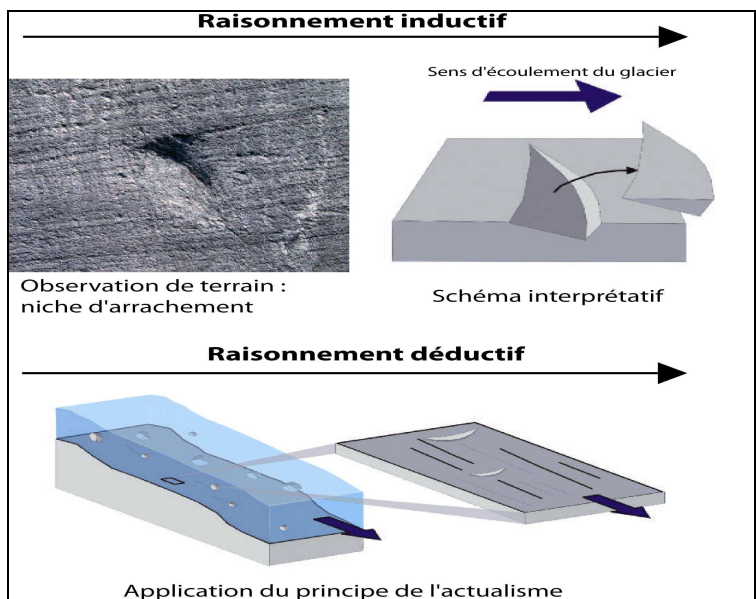 Raisonnement inductif
Sens d'écoulement du glacier
Observation de terrain :
niche d'arrachement
Schéma interprétatif
Raisonnement déductif
Application du principe de l'actualisme